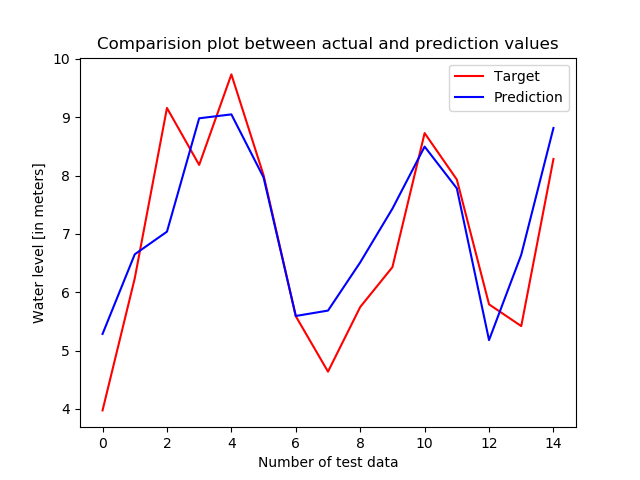 Comparision plot between actual and prediction values
Target
Prediction
10
9
8
7
6
5
4
Water level [in meters]
0 2 4 6 8 10 12 14
Number of test data